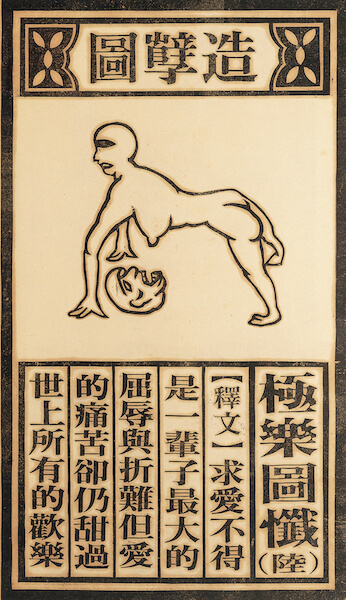 造孽圖
極樂圖懺(陸)
【釋文】求愛不得
是一輩子最大的
屈辱與折難但愛
的痛苦卻仍甜過
世上所有的歡樂